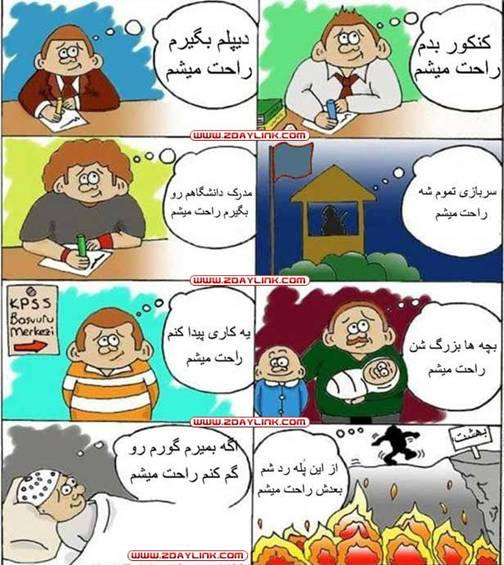 دیپلم بگیرم
راحت میشم
کنکور بدم
راحت میشم
www.2DAYLINK.com
مدرک دانشگاهم رو
بگیرم راحت میشم
سربازی تموم شه
راحت میشم
www.2DAYLINK.com
KPSS
Başvuru
Merkezi
یه کاری پیدا کنم
راحت میشم
بچه ها بزرگ شن
راحت میشم
www.2DAYLINK.com
اگه بمیرم گورم رو
گم کنم راحت میشم
از این پُله رد شم
بعدش راحت میشم
بهشت
www.2DAYLINK.com